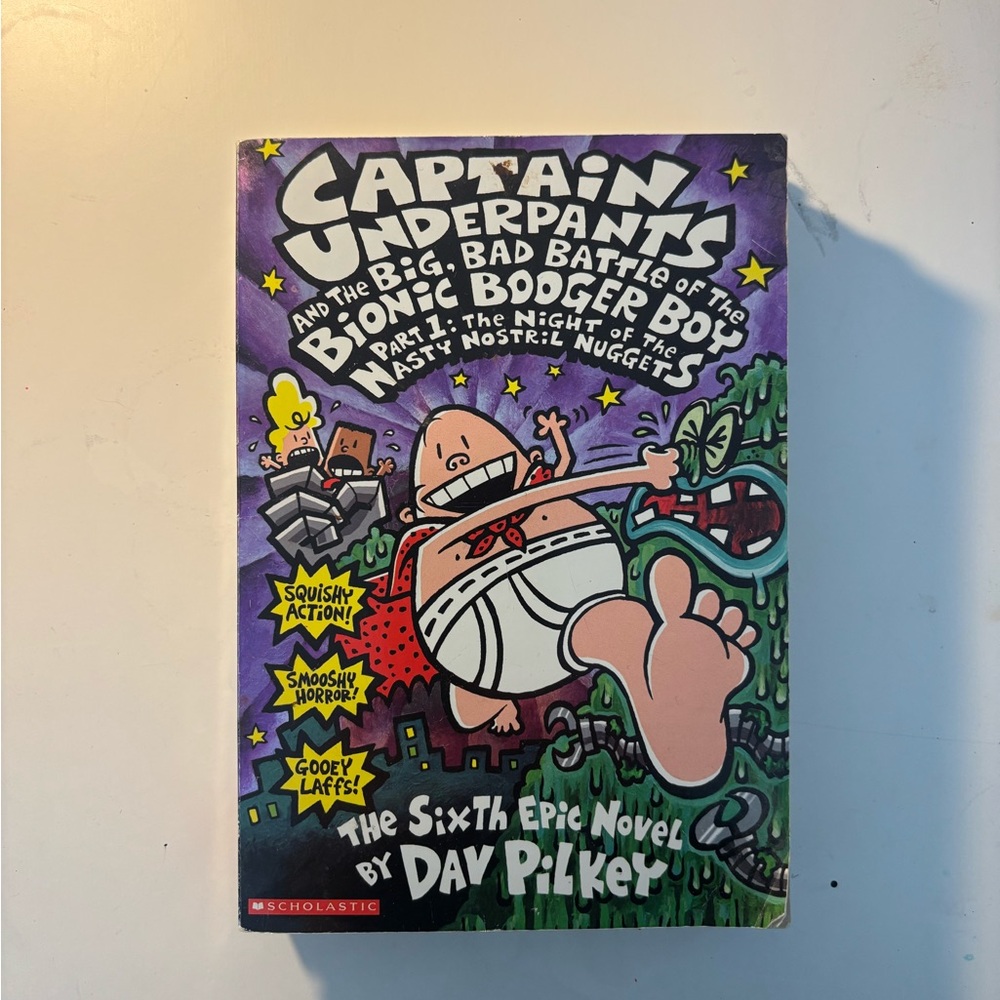 CAPTAiN
UNDERPANTS
AND THE BiG, BAD BATTLE OF THE
BiONiC BOOGER BOY
PART 1: THE NiGHT OF THE
NASTY NOSTRiL NUGGETS
SQUiSHY
ACTiON!
SMOOSHY
HORROR!
GOOEY
LAffS!
THE SiXTH EPiC NOVEL
BY DAV PiLKEY
SCHOLASTIC